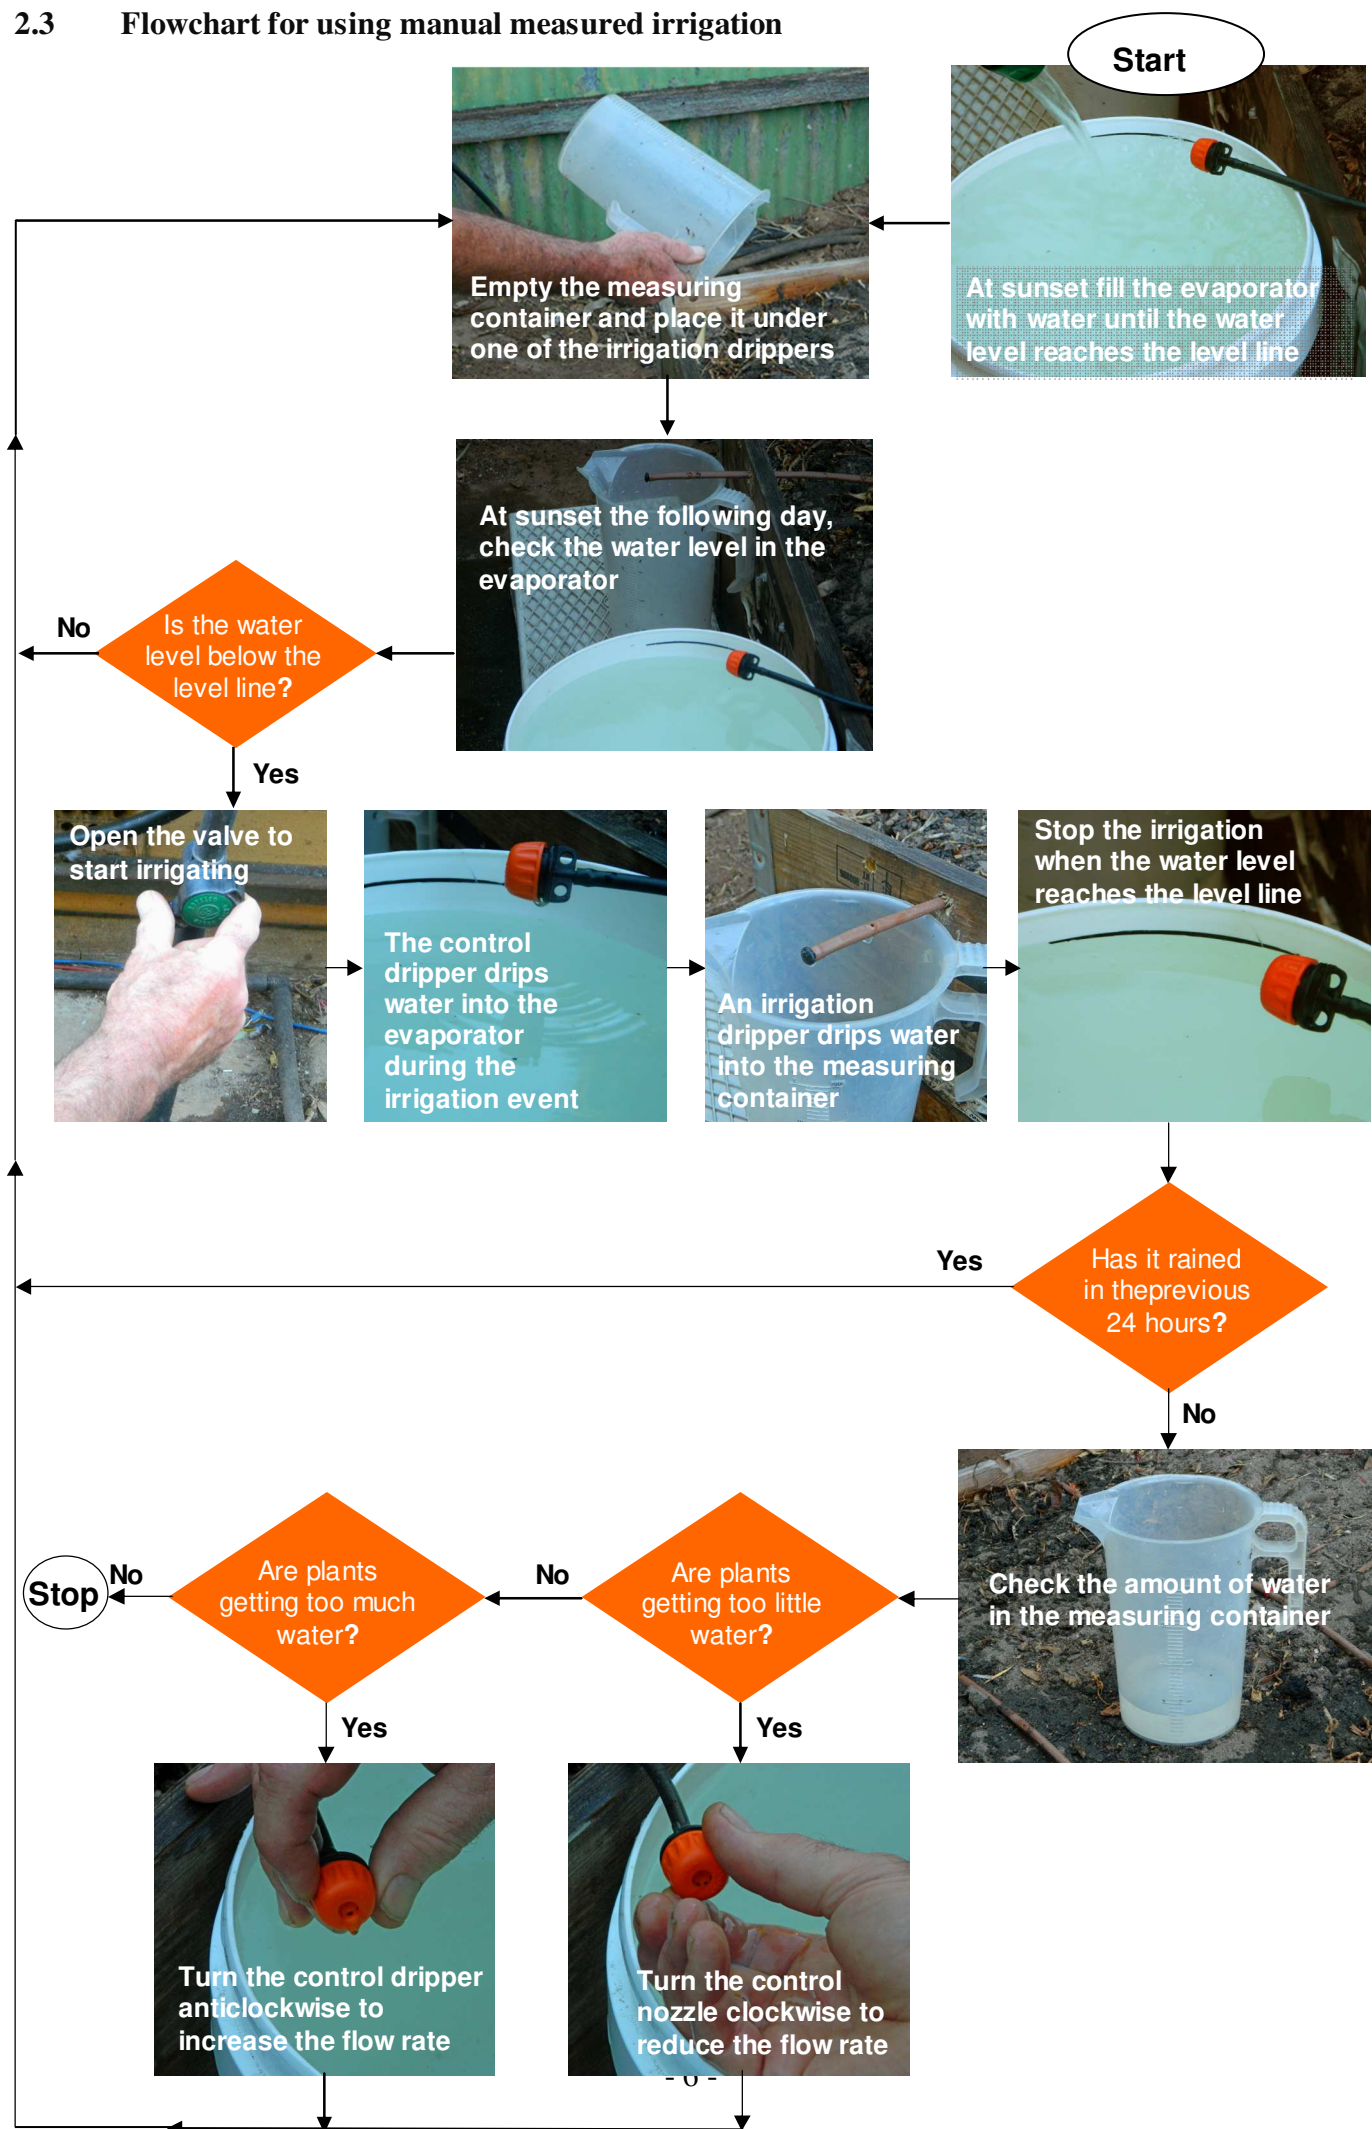 2.3 Flowchart for using manual measured irrigation
Start
At sunset fill the evaporator
with water until the water
level reaches the level line
Empty the measuring
container and place it under
one of the irrigation drippers
At sunset the following day,
check the water level in the
evaporator
Is the water
level below the
level line?
No
Yes
Open the valve to
start irrigating
The control
dripper drips
water into the
evaporator
during the
irrigation event
An irrigation
dripper drips water
into the measuring
container
Stop the irrigation
when the water level
reaches the level line
Has it rained
in theprevious
24 hours?
Yes
No
Check the amount of water
in the measuring container
Are plants
getting too little
water?
No
Yes
Are plants
getting too much
water?
No
Stop
Yes
Turn the control dripper
anticlockwise to
increase the flow rate
Turn the control
nozzle clockwise to
reduce the flow rate
- 6 -